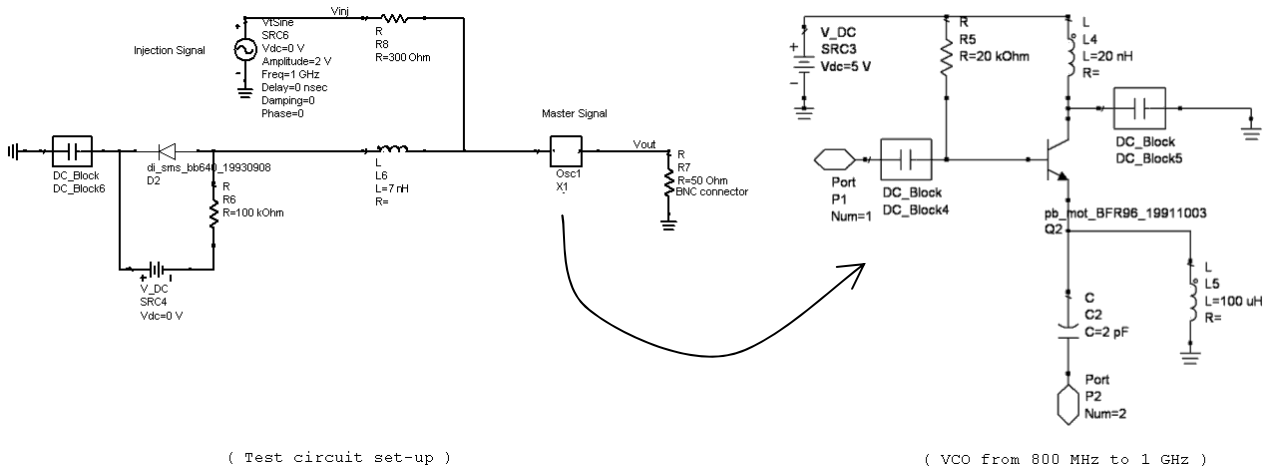 Injection Signal
+
-
VtSine
SRC6
Vdc=0 V
Amplitude=2 V
Freq=1 GHz
Delay=0 nsec
Damping=0
Phase=0
Vinj
R
R8
R=300 Ohm
DC_Block
DC_Block6
di_sms_bb640_19930908
D2
R
R6
R=100 kOhm
+
-
V_DC
SRC4
Vdc=0 V
L
L6
L=7 nH
R=
Master Signal
Osc1
X1
Vout
R
R7
R=50 Ohm
BNC connector
( Test circuit set-up )
+
-
V_DC
SRC3
Vdc=5 V
R
R5
R=20 kOhm
L
L4
L=20 nH
R=
DC_Block
DC_Block5
Port
P1
Num=1
DC_Block
DC_Block4
pb_mot_BFR96_19911003
Q2
L
L5
L=100 uH
R=
C
C2
C=2 pF
Port
P2
Num=2
( VCO from 800 MHz to 1 GHz )